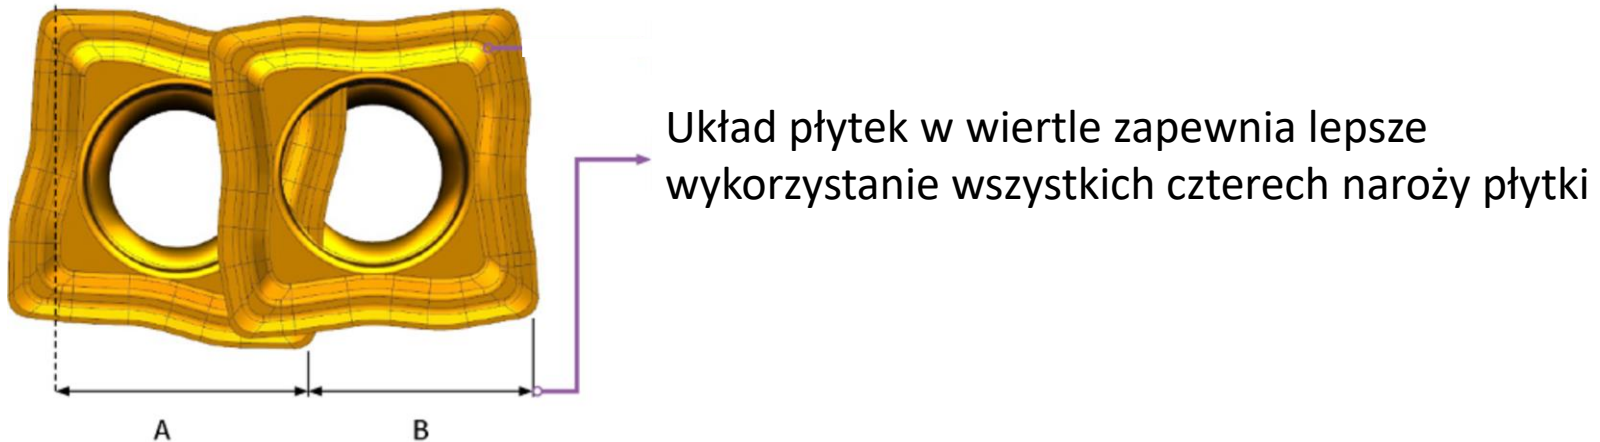 Układ płytek w wiertle zapewnia lepsze
wykorzystanie wszystkich czterech naroży płytki
A B